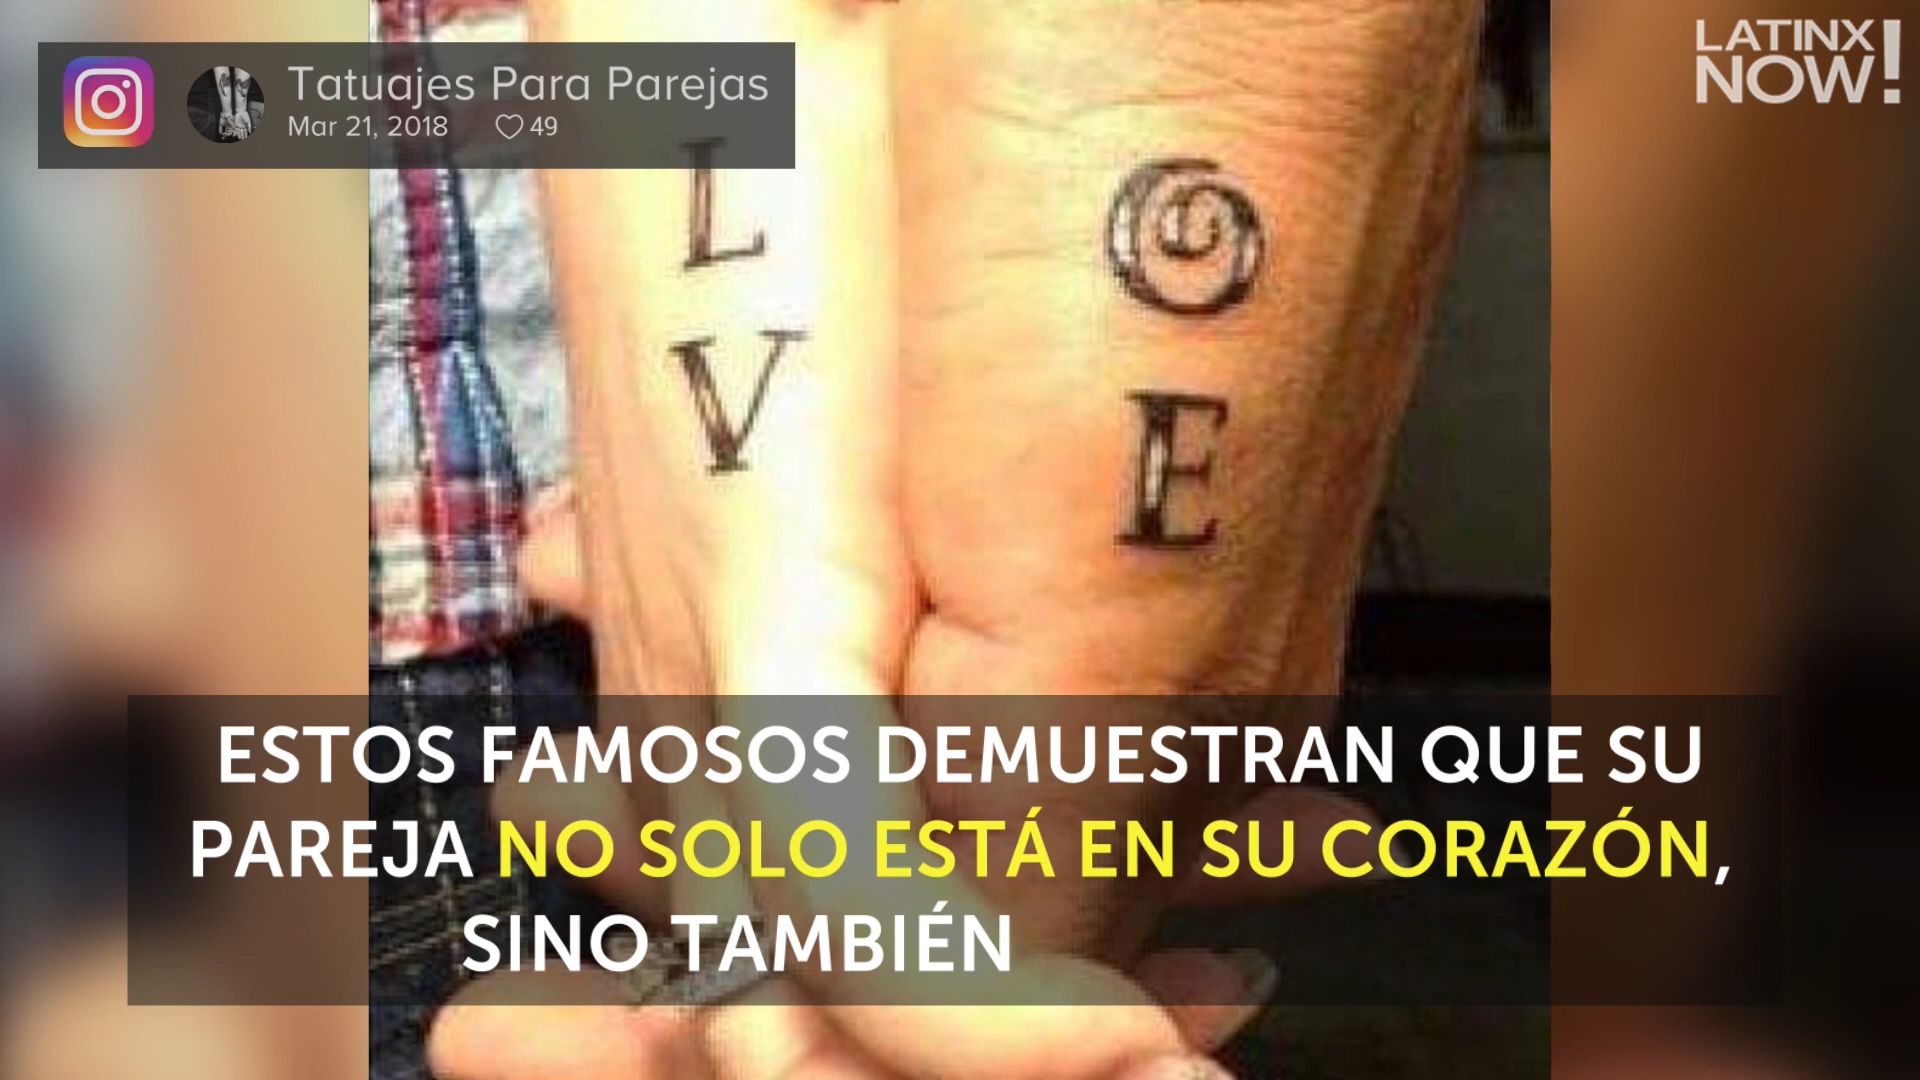 Tatuajes Para Parejas
Mar 21, 2018 49
LATINX
NOW!
L
V
E
ESTOS FAMOSOS DEMUESTRAN QUE SU
PAREJA NO SOLO ESTÁ EN SU CORAZÓN,
SINO TAMBIÉN